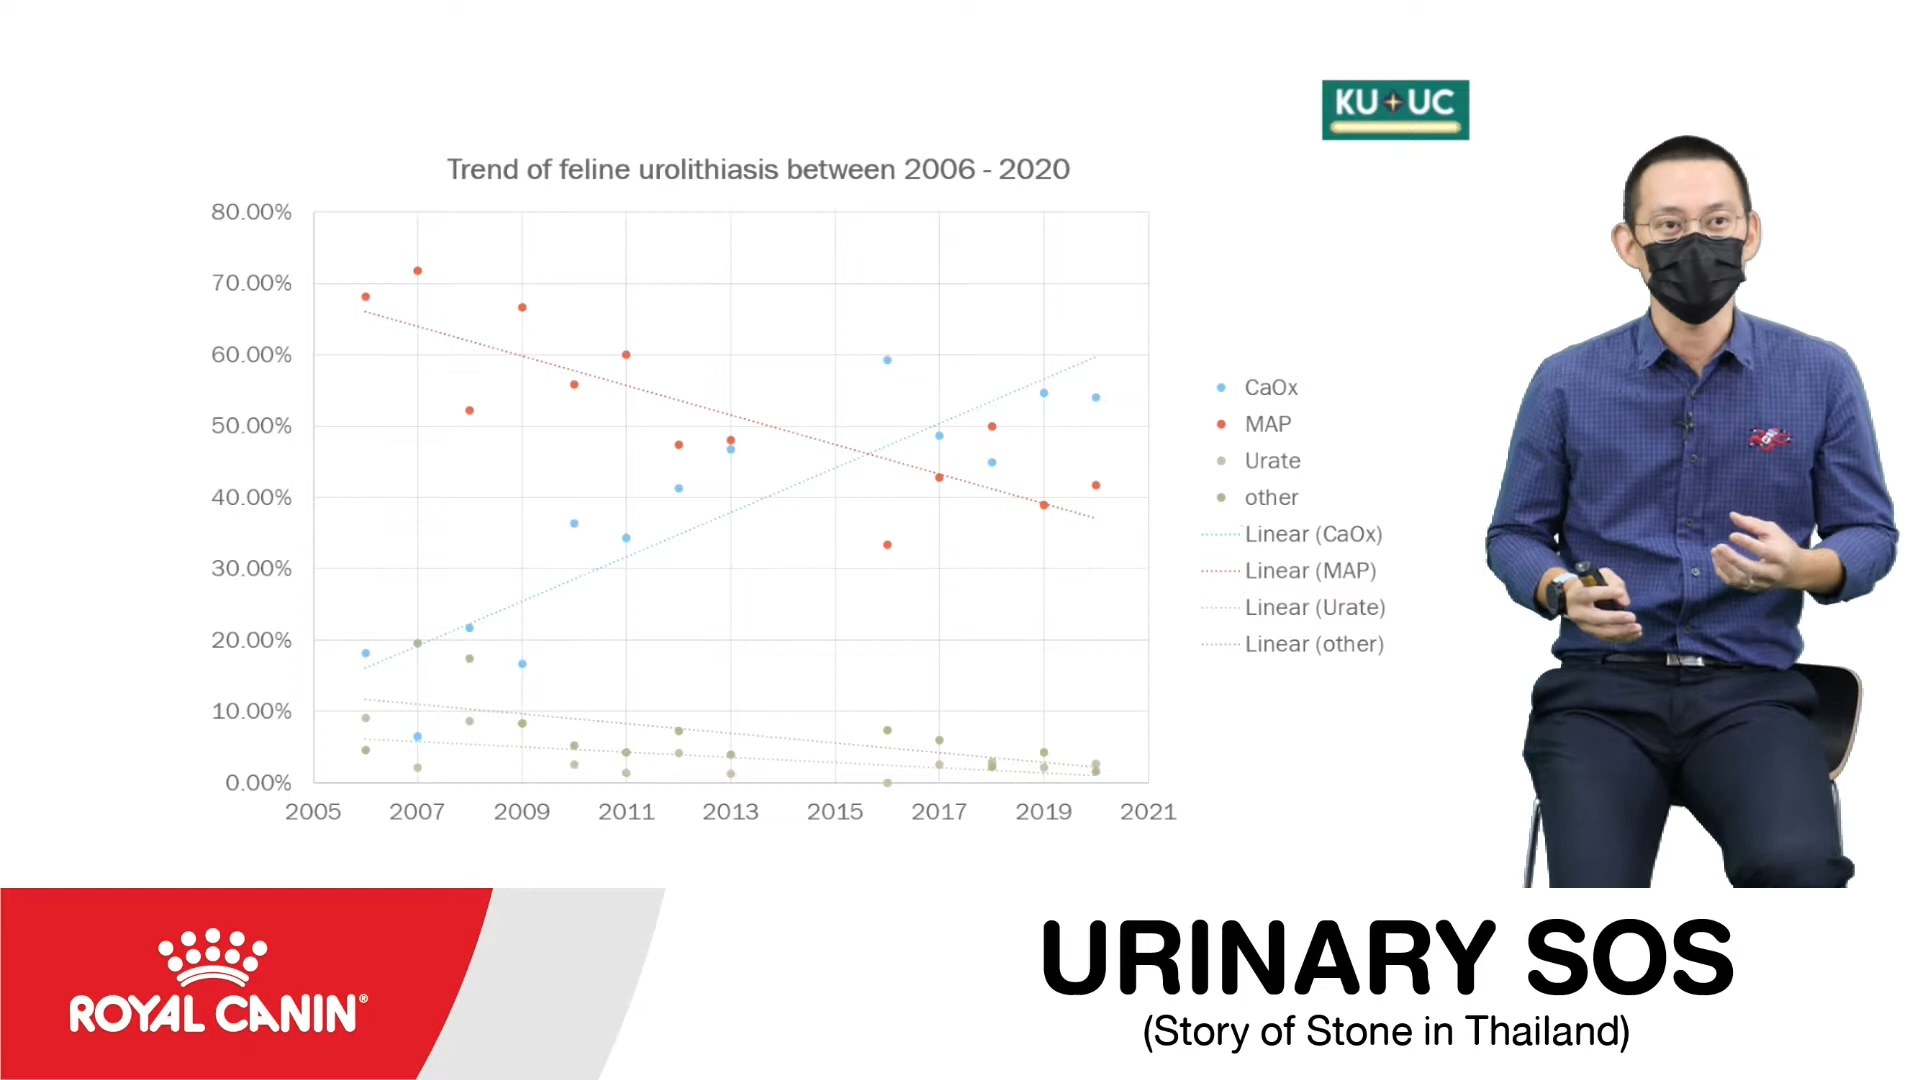 KU+UC
Trend of feline urolithiasis between 2006 - 2020
80.00%
70.00%
60.00%
50.00%
40.00%
30.00%
20.00%
10.00%
0.00%
2005 2007 2009 2011 2013 2015 2017 2019 2021
CaOx
MAP
Urate
other
Linear (CaOx)
Linear (MAP)
Linear (Urate)
Linear (other)
ROYAL CANIN®
URINARY SOS
(Story of Stone in Thailand)